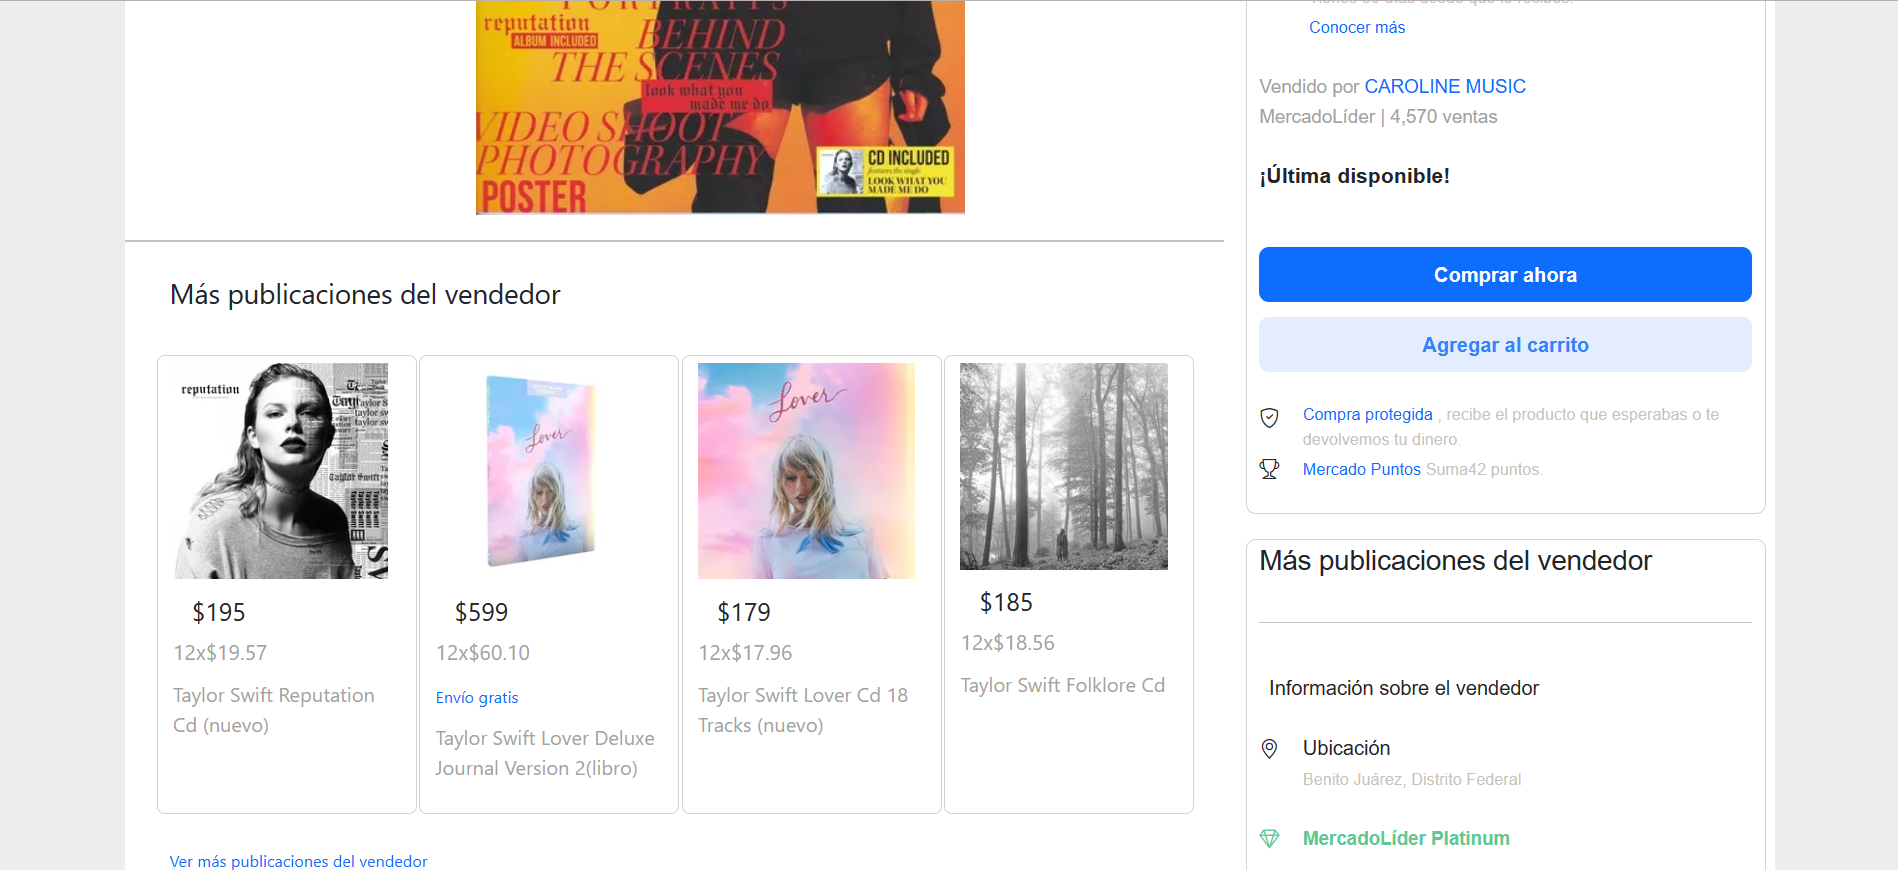 reputation
ALBUM INCLUDED
BEHIND
THE SCENES
look what you
made me do
VIDEO SHOOT
PHOTOGRAPHY
POSTER
CD INCLUDED
features the single
LOOK WHAT YOU
MADE ME DO
Más publicaciones del vendedor
reputation
Lover
Lover
$195
12x$19.57
Taylor Swift Reputation
Cd (nuevo)
$599
12x$60.10
Envío gratis
Taylor Swift Lover Deluxe
Journal Version 2(libro)
$179
12x$17.96
Taylor Swift Lover Cd 18
Tracks (nuevo)
$185
12x$18.56
Taylor Swift Folklore Cd
Ver más publicaciones del vendedor
Conocer más
Vendido por CAROLINE MUSIC
MercadoLíder | 4,570 ventas
¡Última disponible!
Comprar ahora
Agregar al carrito
Compra protegida , recibe el producto que esperabas o te
devolvemos tu dinero.
Mercado Puntos Suma42 puntos.
Más publicaciones del vendedor
Información sobre el vendedor
Ubicación
Benito Juárez, Distrito Federal
MercadoLíder Platinum